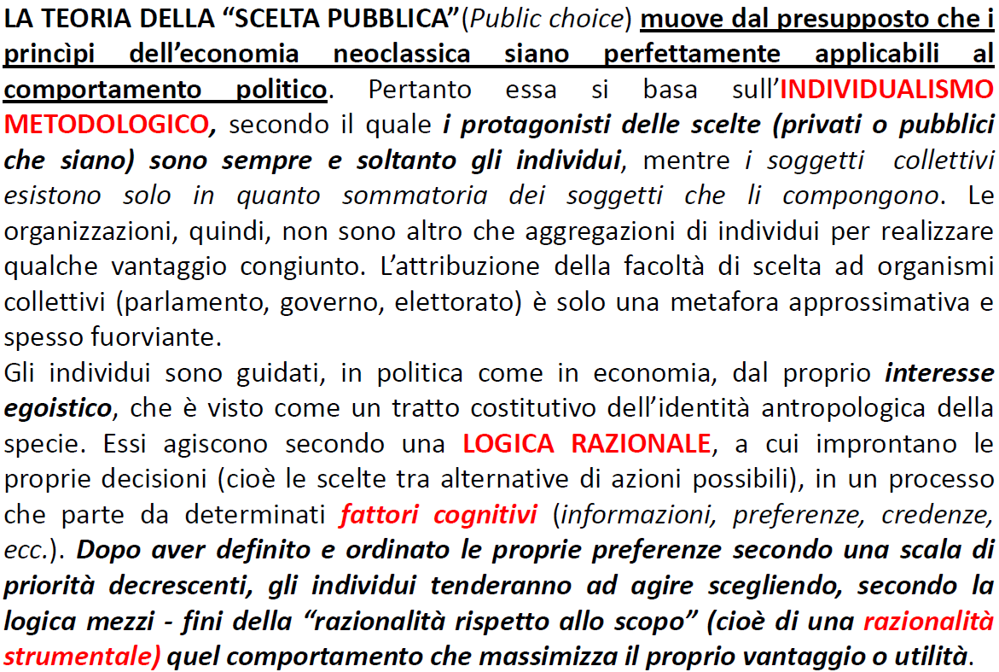 LA TEORIA DELLA “SCELTA PUBBLICA”(Public choice) muove dal presupposto che i
princìpi dell’economia neoclassica siano perfettamente applicabili al
comportamento politico. Pertanto essa si basa sull’INDIVIDUALISMO
METODOLOGICO, secondo il quale i protagonisti delle scelte (privati o pubblici
che siano) sono sempre e soltanto gli individui, mentre i soggetti collettivi
esistono solo in quanto sommatoria dei soggetti che li compongono. Le
organizzazioni, quindi, non sono altro che aggregazioni di individui per realizzare
qualche vantaggio congiunto. L’attribuzione della facoltà di scelta ad organismi
collettivi (parlamento, governo, elettorato) è solo una metafora approssimativa e
spesso fuorviante.
Gli individui sono guidati, in politica come in economia, dal proprio interesse
egoistico, che è visto come un tratto costitutivo dell’identità antropologica della
specie. Essi agiscono secondo una LOGICA RAZIONALE, a cui improntano le
proprie decisioni (cioè le scelte tra alternative di azioni possibili), in un processo
che parte da determinati fattori cognitivi (informazioni, preferenze, credenze,
ecc.). Dopo aver definito e ordinato le proprie preferenze secondo una scala di
priorità decrescenti, gli individui tenderanno ad agire scegliendo, secondo la
logica mezzi - fini della “razionalità rispetto allo scopo” (cioè di una razionalità
strumentale) quel comportamento che massimizza il proprio vantaggio o utilità.